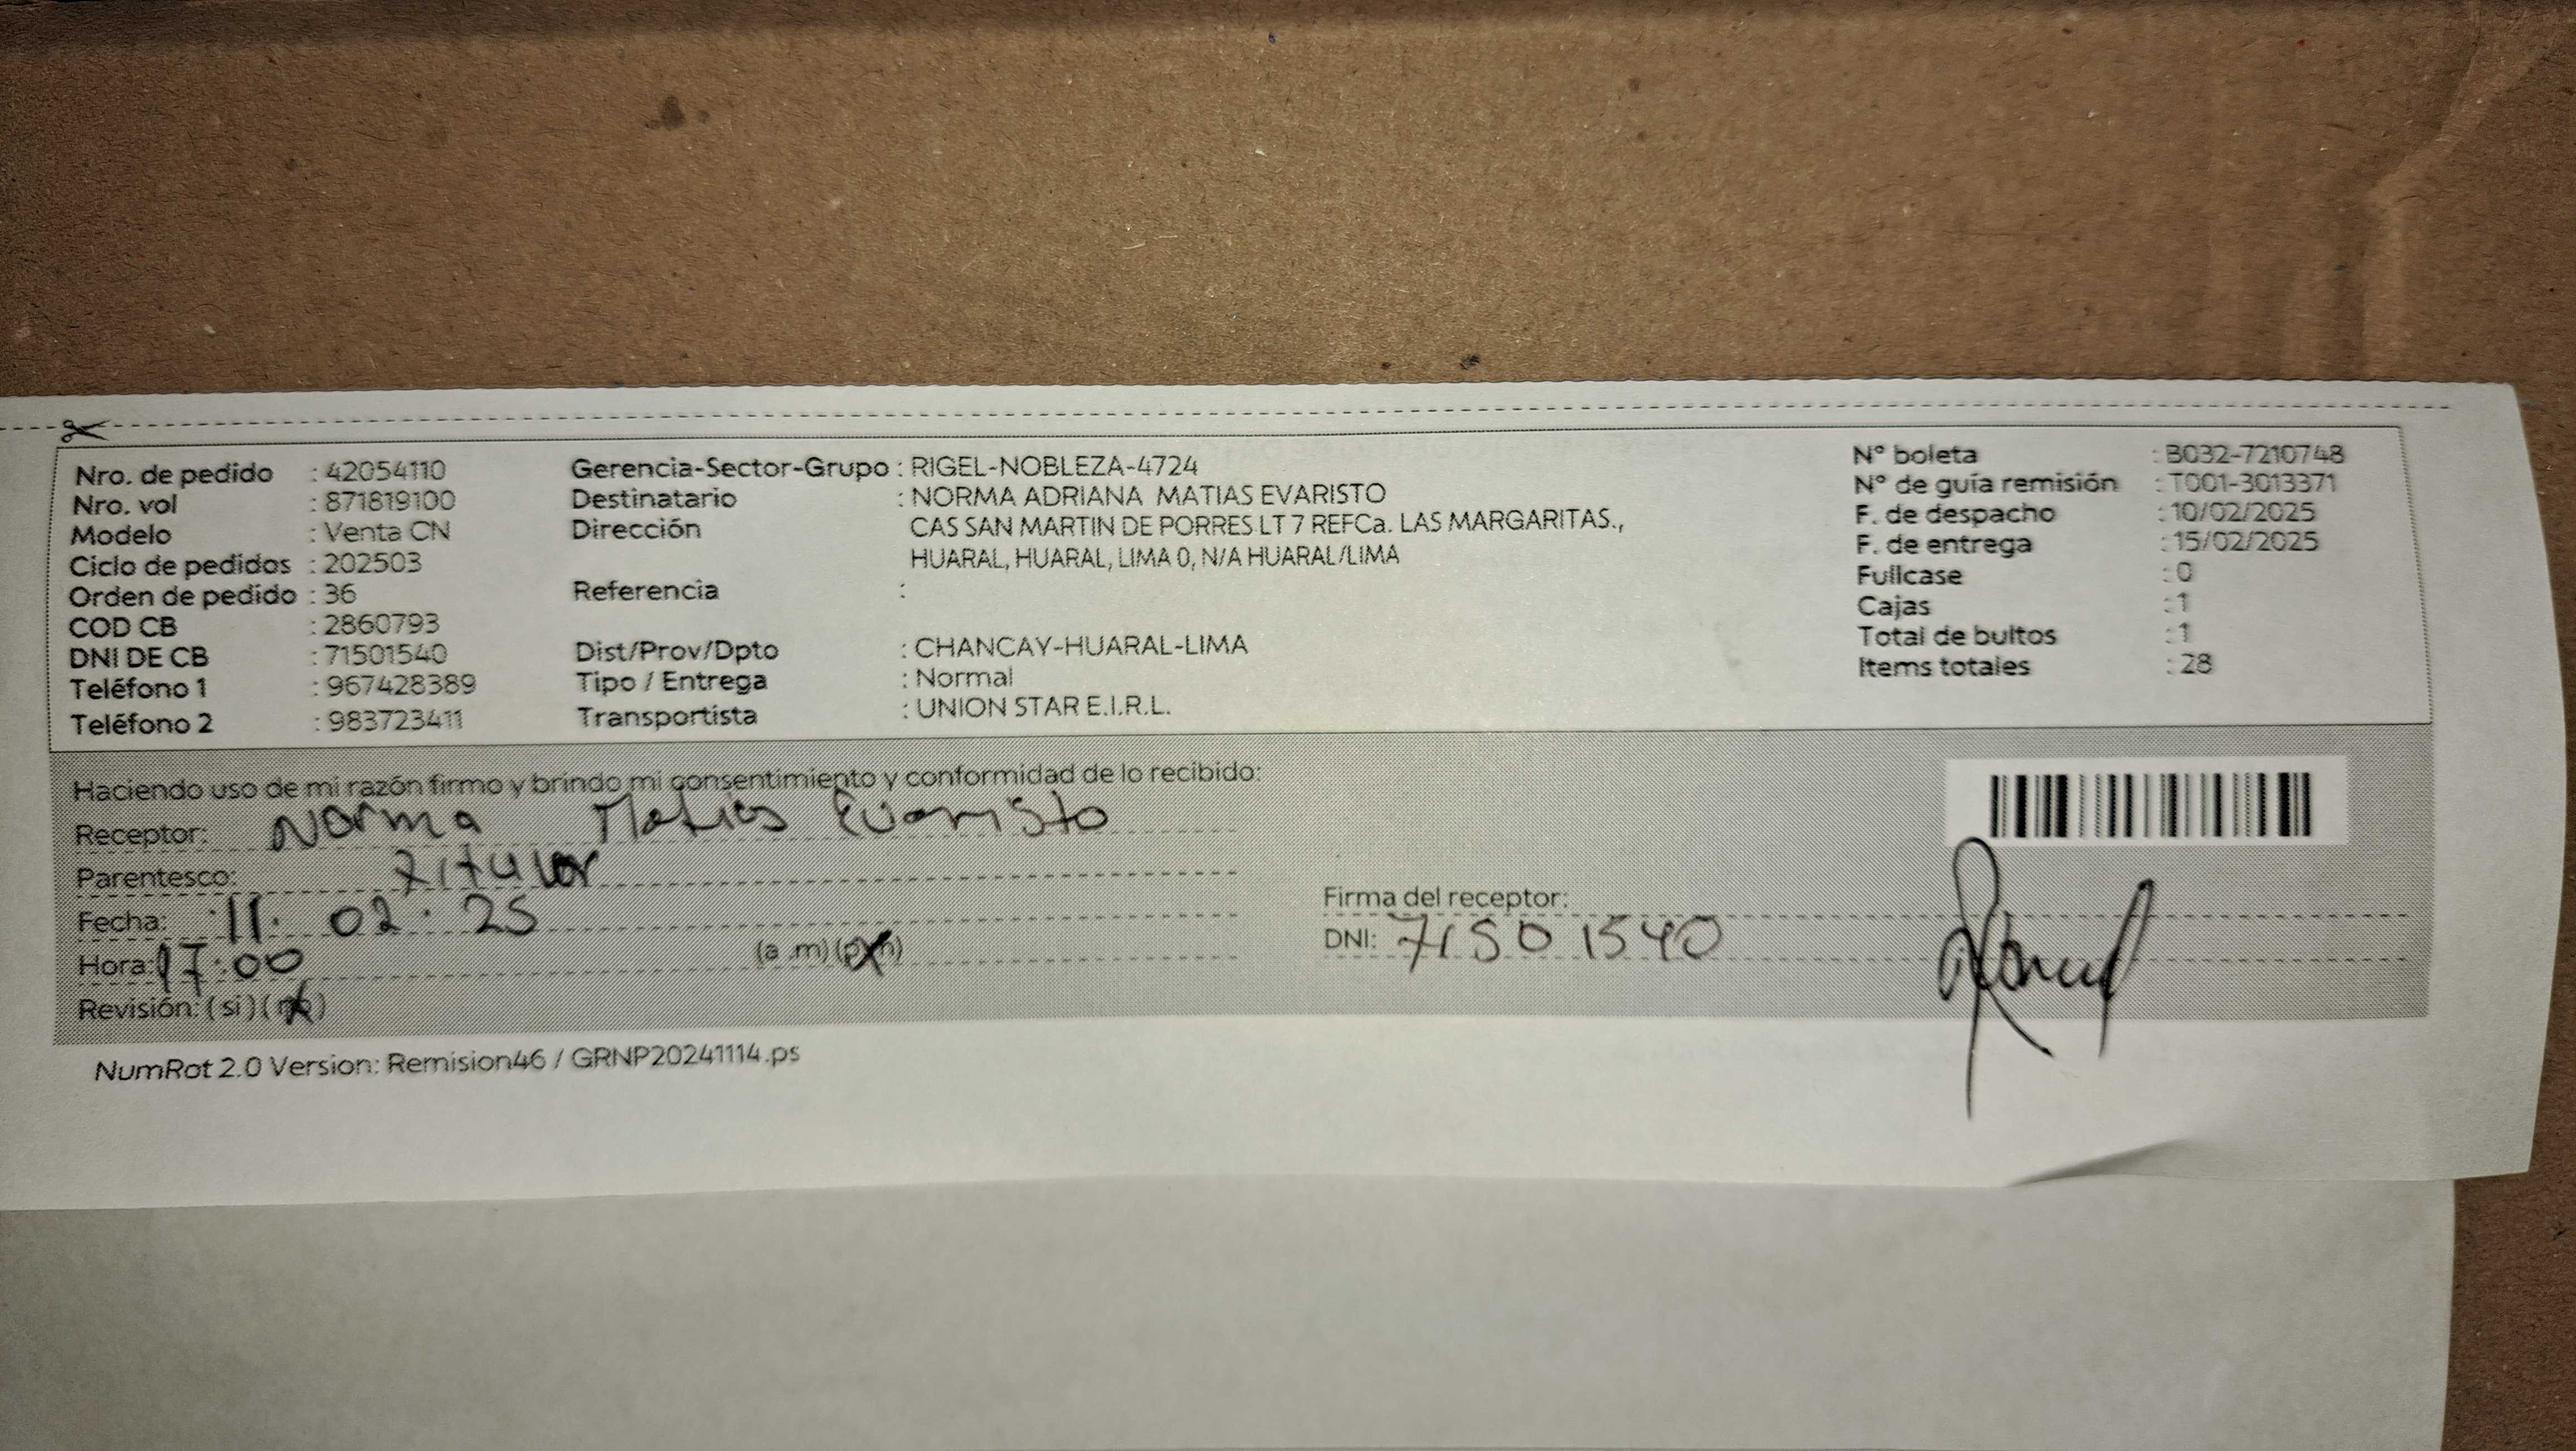 Nro. de pedido : 42054110
Nro. vol : 871819100
Modelo : Venta CN
Ciclo de pedidos : 202503
Orden de pedido : 36
COD CB : 2860793
DNI DE CB : 71501540
Teléfono 1 : 967428389
Teléfono 2 : 983723411
Gerencia-Sector-Grupo : RIGEL-NOBLEZA-4724
Destinatario : NORMA ADRIANA MATIAS EVARISTO
Dirección CAS SAN MARTIN DE PORRES LT 7 REFCa. LAS MARGARITAS.,
HUARAL, HUARAL, LIMA 0, N/A HUARAL/LIMA
Referencia :
Dist/Prov/Dpto : CHANCAY-HUARAL-LIMA
Tipo / Entrega : Normal
Transportista : UNION STAR E.I.R.L.
N° boleta : B032-7210748
N° de guía remisión : T001-3013371
F. de despacho : 10/02/2025
F. de entrega : 15/02/2025
Fullcase : 0
Cajas : 1
Total de bultos : 1
Items totales : 28
Haciendo uso de mi razón firmo y brindo mi consentimiento y conformidad de lo recibido:
Receptor: Norma Matias Evaristo
Parentesco: Titular
Fecha: 11. 02. 25
Hora: 17:00 (a .m) (p.m)
Revisión: (si) (no)
Firma del receptor:
DNI: 71501540
NumRot 2.0 Version: Remision46 / GRNP20241114.ps